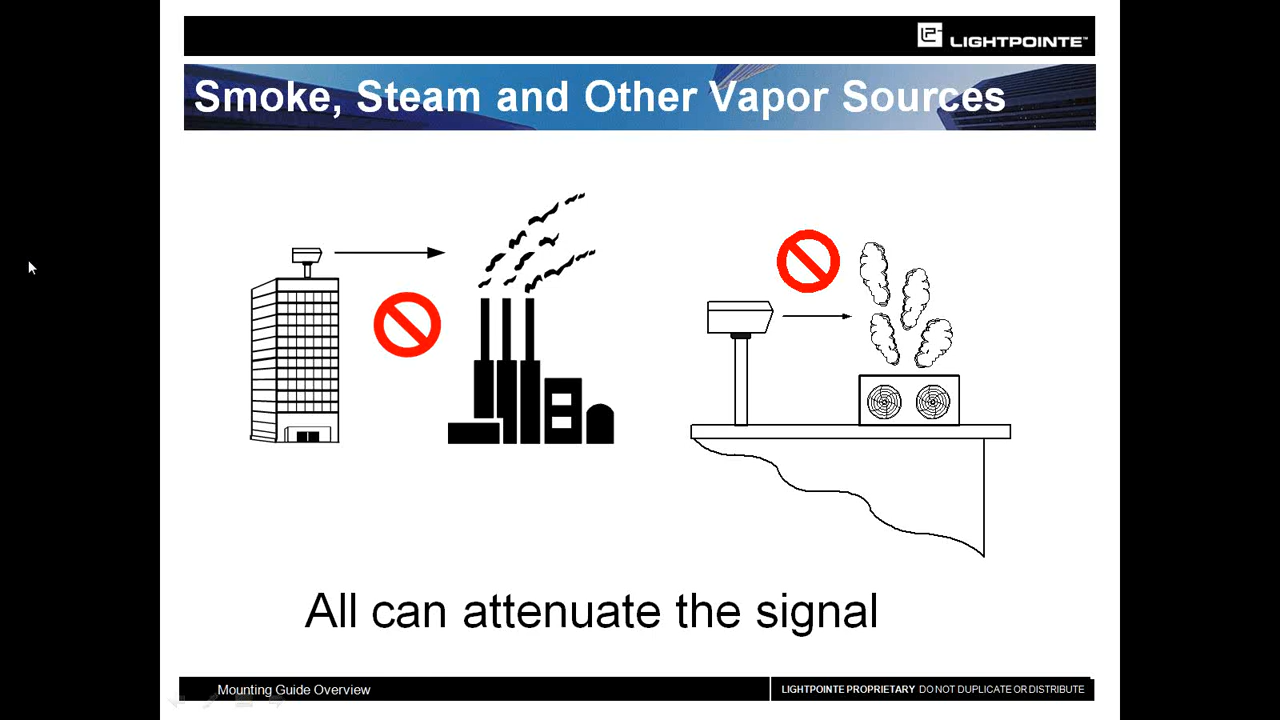 LIGHTPOINTE™
Smoke, Steam and Other Vapor Sources
All can attenuate the signal
Mounting Guide Overview
LIGHTPOINTE PROPRIETARY DO NOT DUPLICATE OR DISTRIBUTE